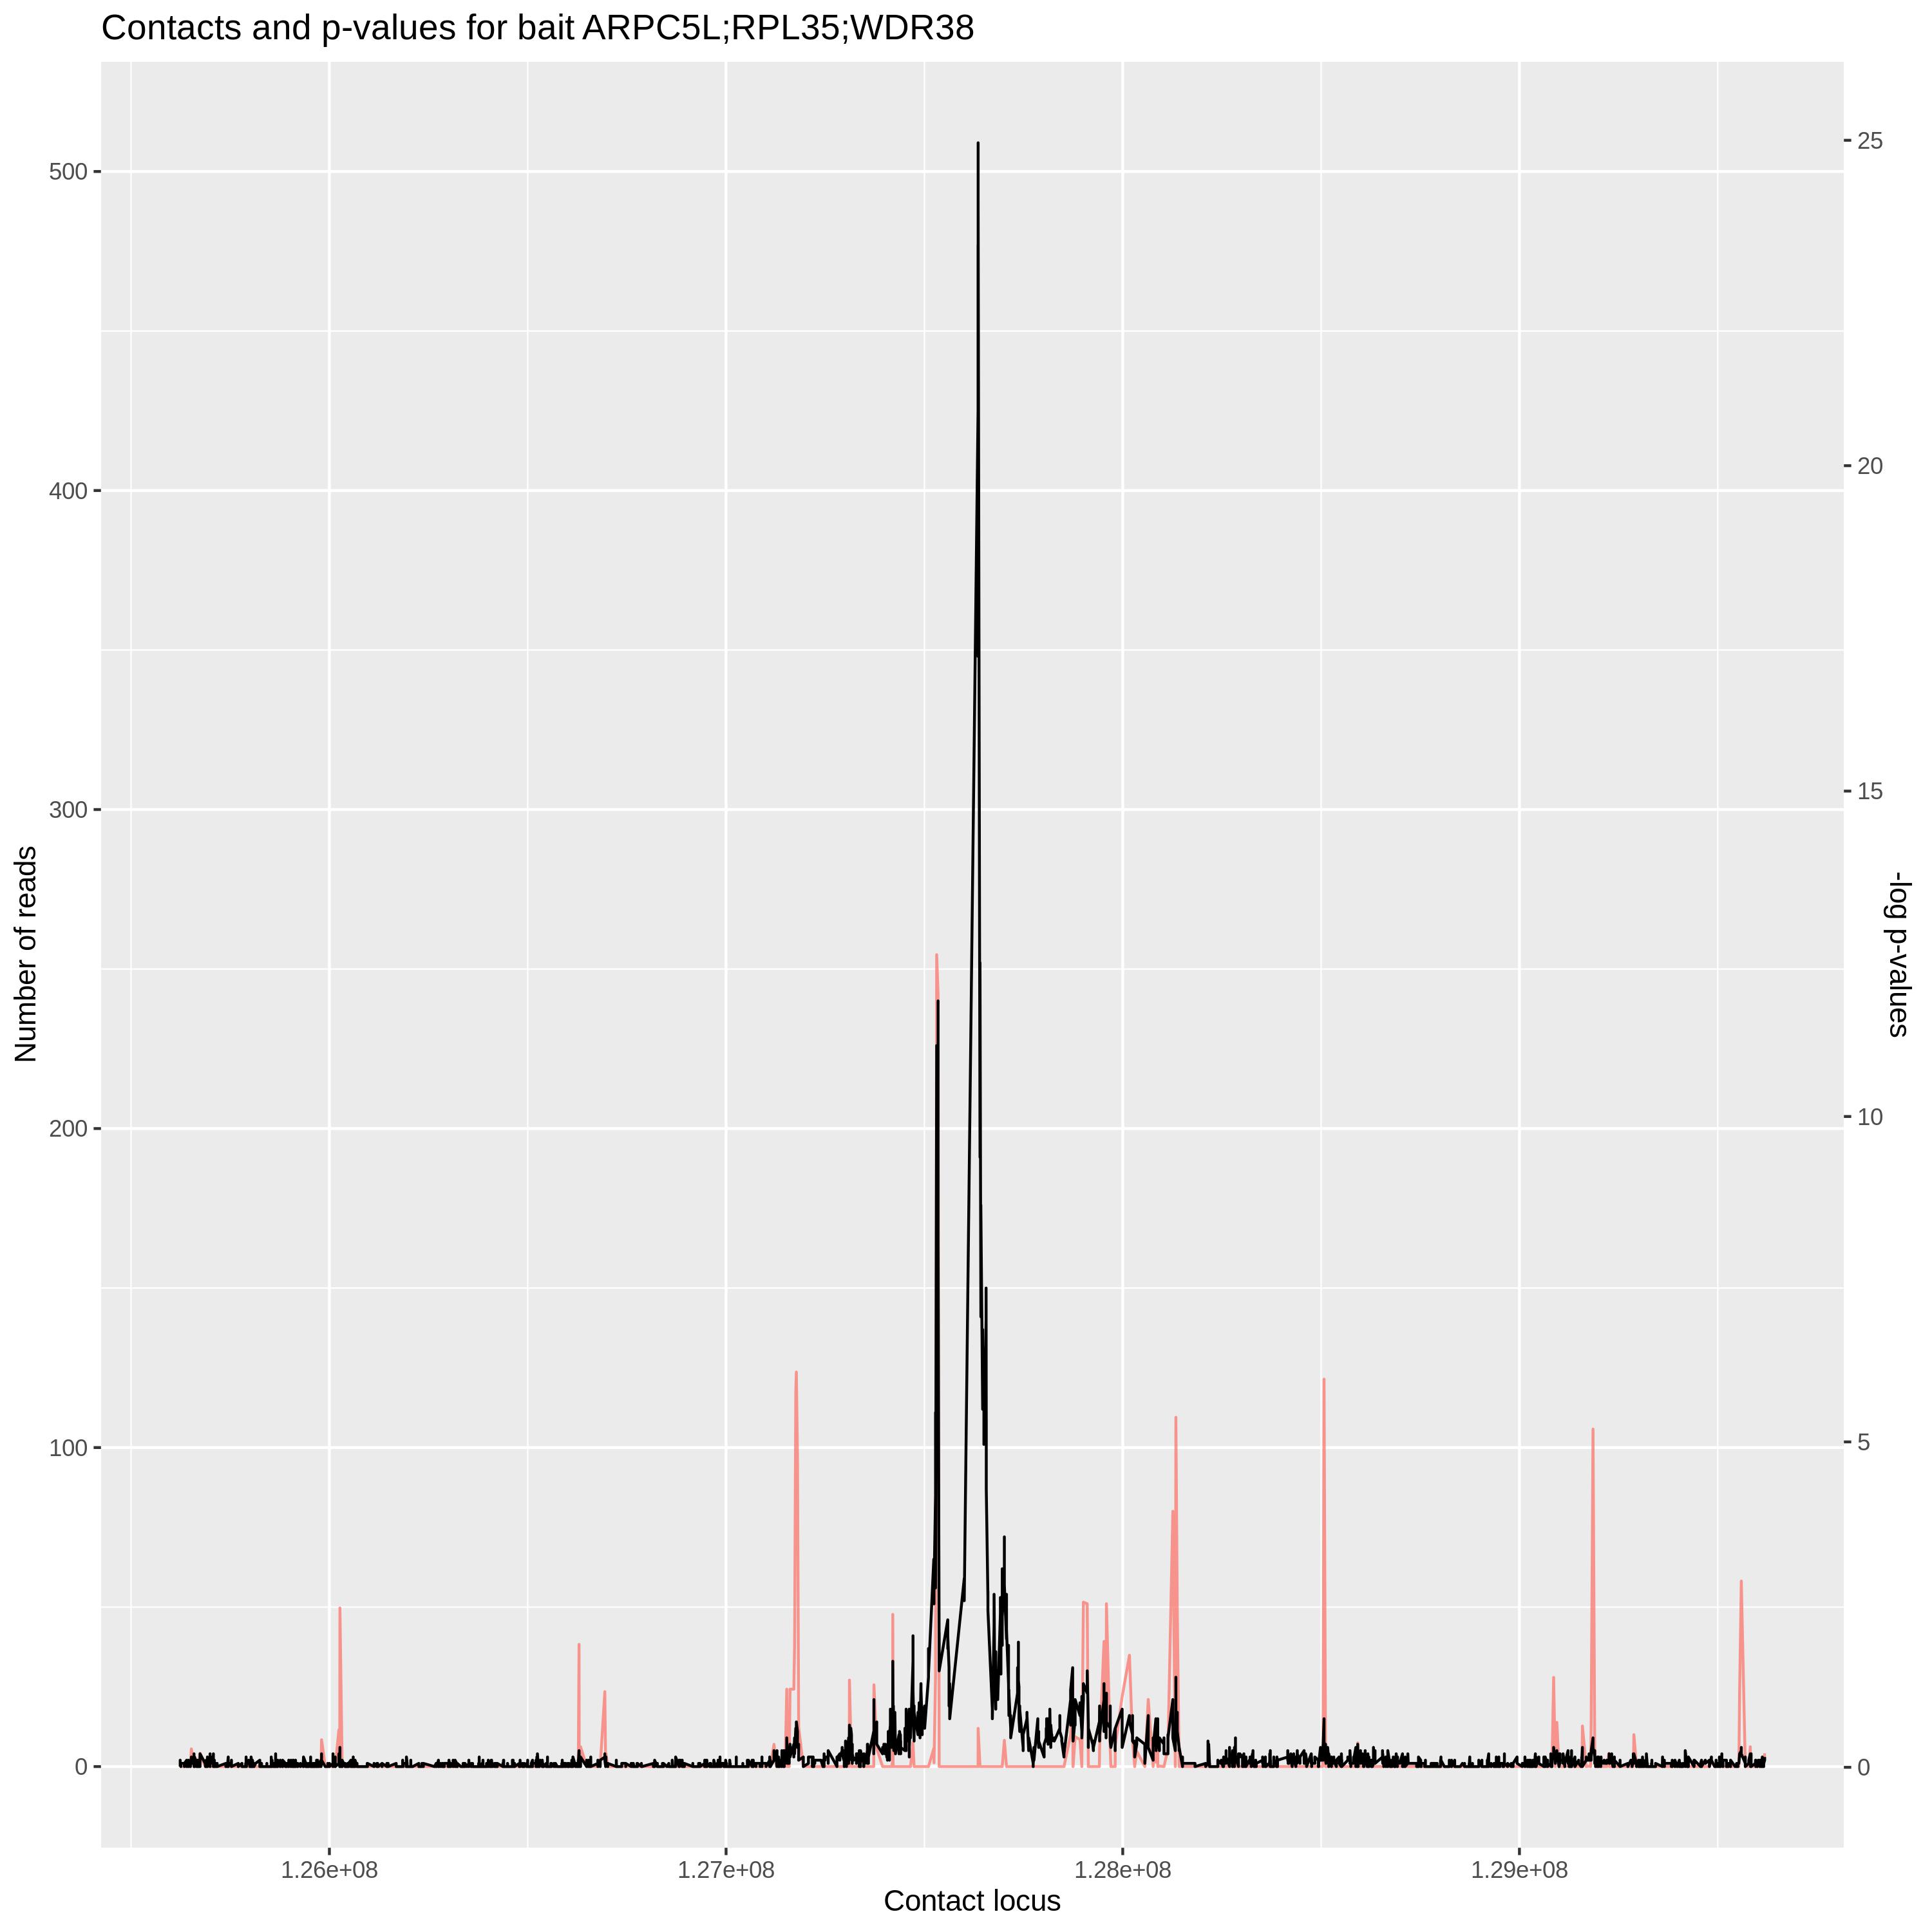 Contacts and p-values for bait ARPC5L;RPL35;WDR38
500
400
300
200
100
0
Number of reads
25
20
15
10
5
0
-log p-values
1.26e+08
1.27e+08
1.28e+08
1.29e+08
Contact locus